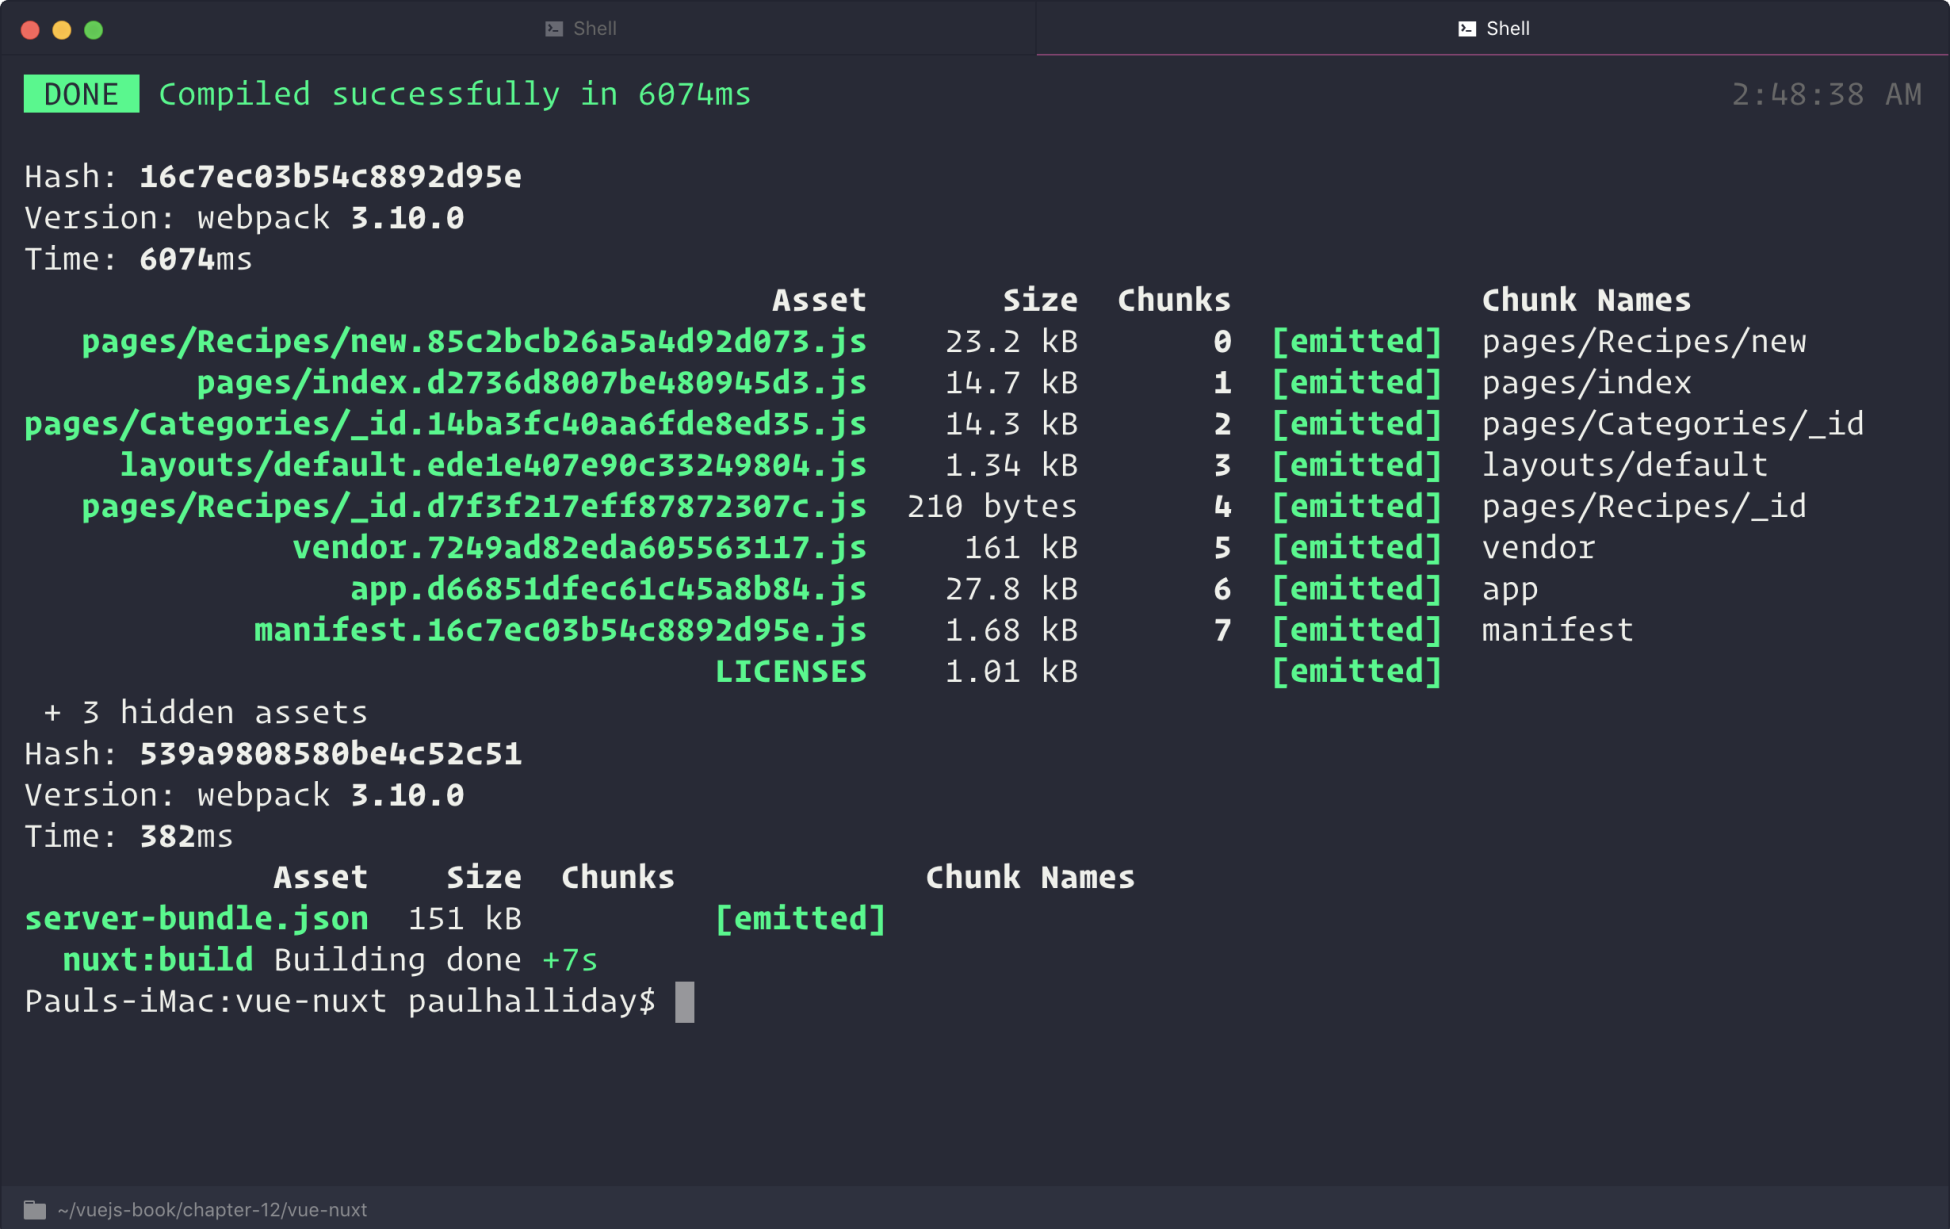 Shell
Shell
DONE Compiled successfully in 6074ms 2:48:38 AM
Hash: 16c7ec03b54c8892d95e
Version: webpack 3.10.0
Time: 6074ms
Asset Size Chunks Chunk Names
pages/Recipes/new.85c2bcb26a5a4d92d073.js 23.2 kB 0 [emitted] pages/Recipes/new
pages/index.d2736d8007be480945d3.js 14.7 kB 1 [emitted] pages/index
pages/Categories/_id.14ba3fc40aa6fde8ed35.js 14.3 kB 2 [emitted] pages/Categories/_id
layouts/default.ede1e407e90c33249804.js 1.34 kB 3 [emitted] layouts/default
pages/Recipes/_id.d7f3f217eff87872307c.js 210 bytes 4 [emitted] pages/Recipes/_id
vendor.7249ad82eda605563117.js 161 kB 5 [emitted] vendor
app.d66851dfec61c45a8b84.js 27.8 kB 6 [emitted] app
manifest.16c7ec03b54c8892d95e.js 1.68 kB 7 [emitted] manifest
LICENSES 1.01 kB [emitted]
+ 3 hidden assets
Hash: 539a9808580be4c52c51
Version: webpack 3.10.0
Time: 382ms
Asset Size Chunks Chunk Names
server-bundle.json 151 kB [emitted]
nuxt:build Building done +7s
Pauls-iMac:vue-nuxt paulhalliday$
~/vuejs-book/chapter-12/vue-nuxt